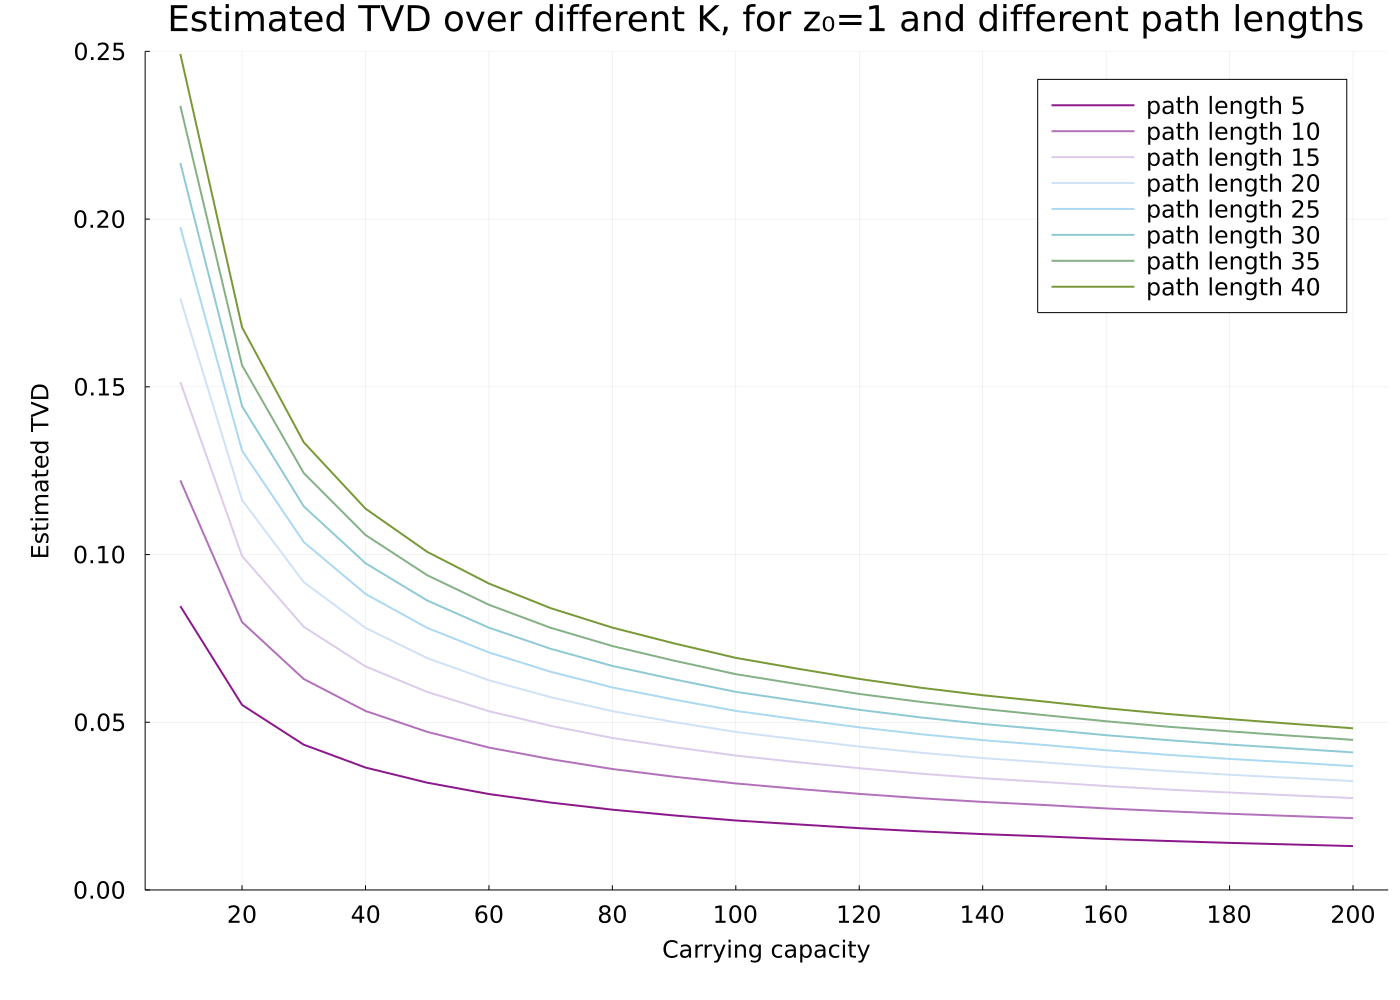 Estimated TVD over different K, for z₀=1 and different path lengths
0.25
0.20
0.15
0.10
0.05
0.00
Estimated TVD
path length 5
path length 10
path length 15
path length 20
path length 25
path length 30
path length 35
path length 40
20 40 60 80 100 120 140 160 180 200
Carrying capacity